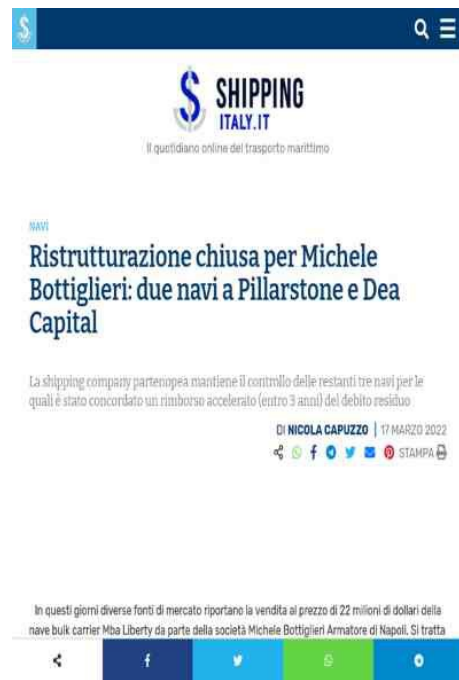 SHIPPING
ITALY.IT
Il quotidiano online del trasporto marittimo
NAVI
Ristrutturazione chiusa per Michele
Bottiglieri: due navi a Pillarstone e Dea
Capital
La shipping company partenopea mantiene il controllo delle restanti tre navi per le
quali è stato concordato un rimborso accelerato (entro 3 anni) del debito residuo
DI NICOLA CAPUZZO | 17 MARZO 2022
STAMPA
In questi giorni diverse fonti di mercato riportano la vendita al prezzo di 22 milioni di dollari della
nave bulk carrier Mba Liberty da parte della società Michele Bottiglieri Armatore di Napoli. Si tratta